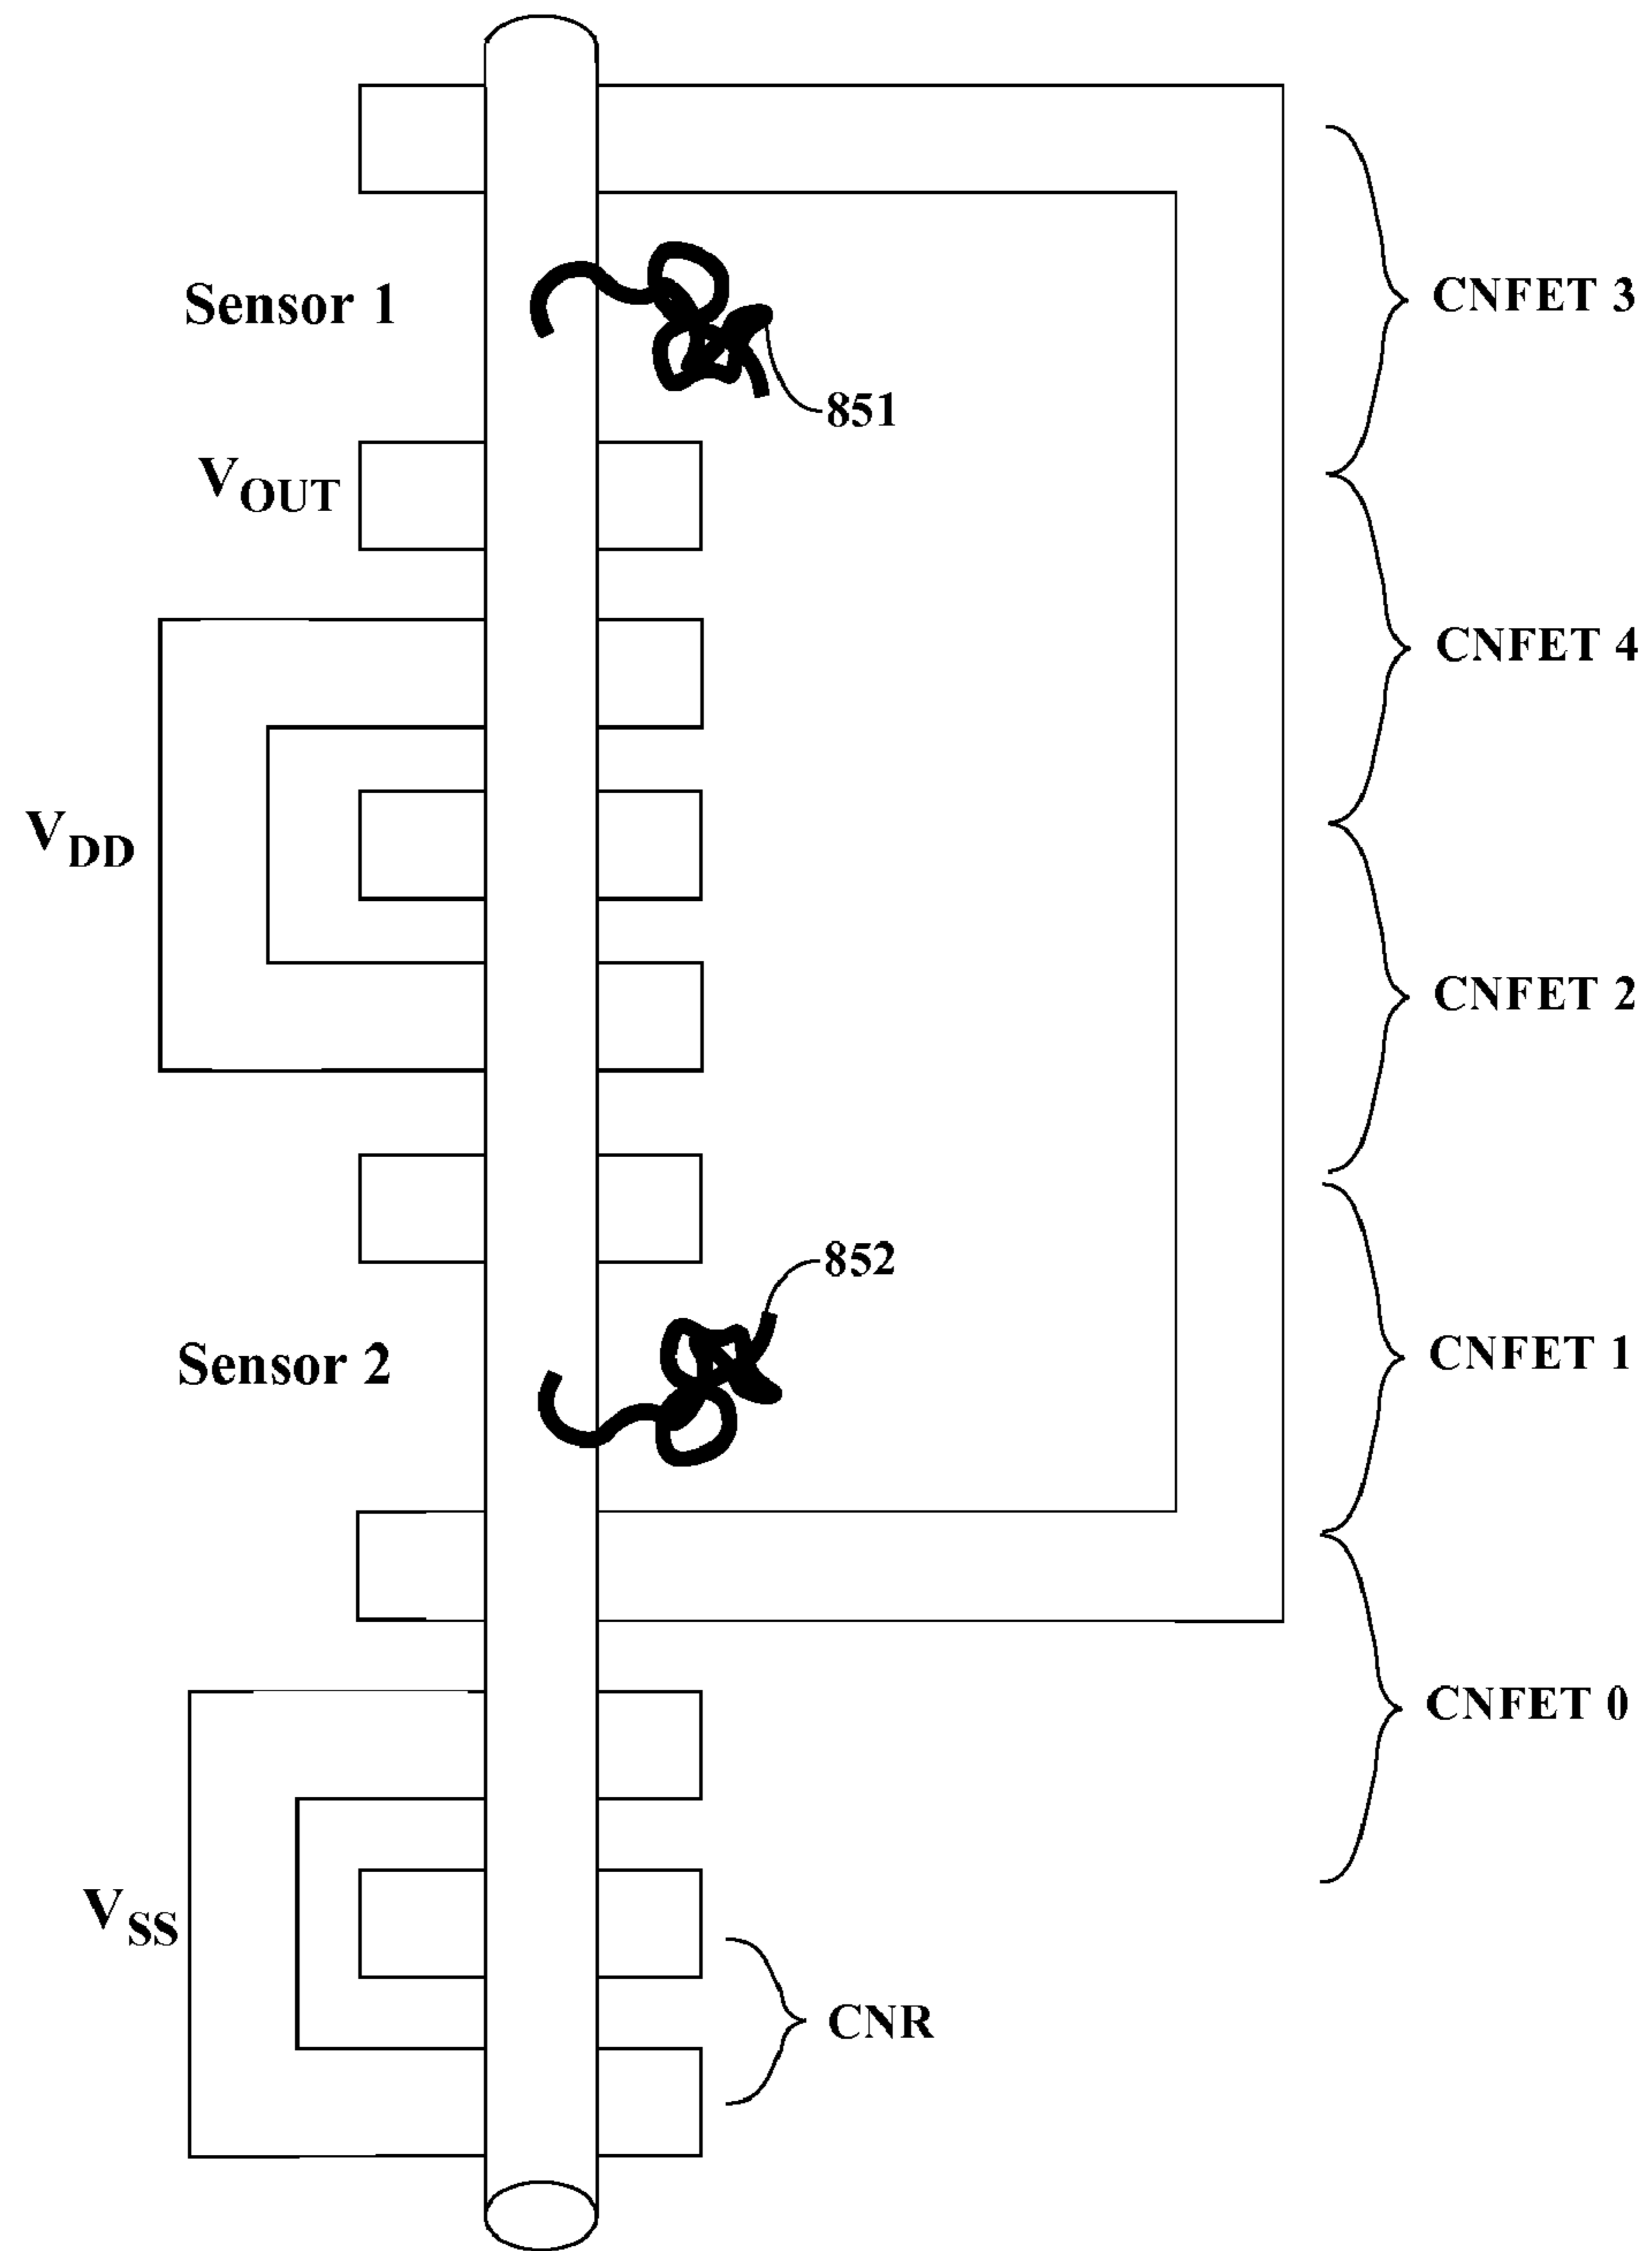 Sensor 1
CNFET 3
851
VOUT
CNFET 4
VDD
CNFET 2
852
Sensor 2
CNFET 1
CNFET 0
VSS
CNR